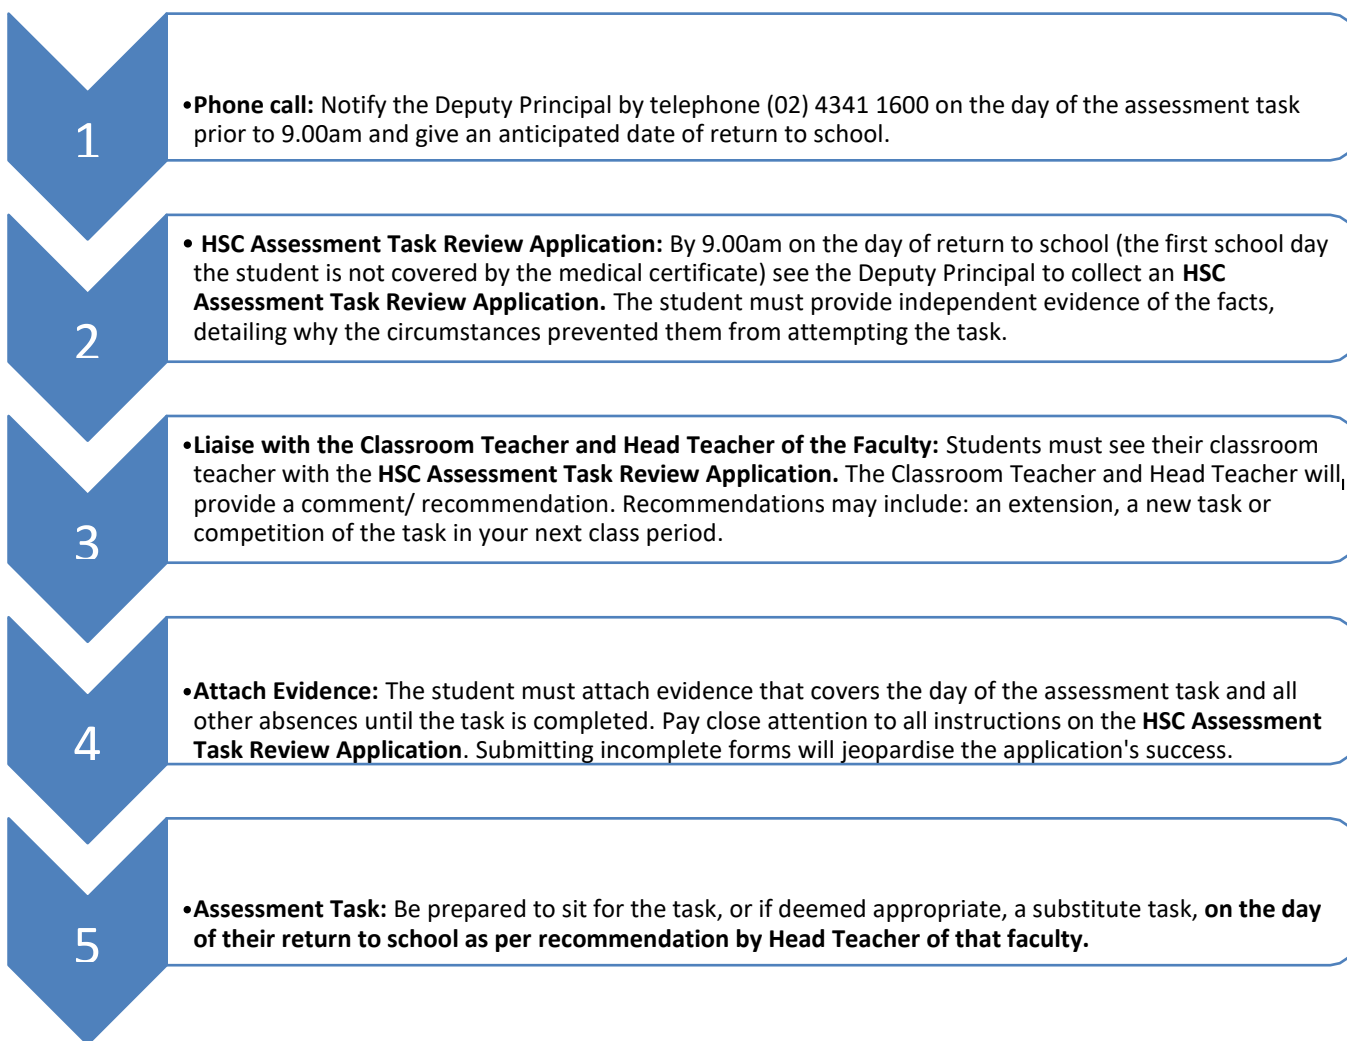 1
•Phone call: Notify the Deputy Principal by telephone (02) 4341 1600 on the day of the assessment task
prior to 9.00am and give an anticipated date of return to school.
2
• HSC Assessment Task Review Application: By 9.00am on the day of return to school (the first school day
the student is not covered by the medical certificate) see the Deputy Principal to collect an HSC
Assessment Task Review Application. The student must provide independent evidence of the facts,
detailing why the circumstances prevented them from attempting the task.
3
•Liaise with the Classroom Teacher and Head Teacher of the Faculty: Students must see their classroom
teacher with the HSC Assessment Task Review Application. The Classroom Teacher and Head Teacher will
provide a comment/ recommendation. Recommendations may include: an extension, a new task or
competition of the task in your next class period.
4
•Attach Evidence: The student must attach evidence that covers the day of the assessment task and all
other absences until the task is completed. Pay close attention to all instructions on the HSC Assessment
Task Review Application. Submitting incomplete forms will jeopardise the application's success.
5
•Assessment Task: Be prepared to sit for the task, or if deemed appropriate, a substitute task, on the day
of their return to school as per recommendation by Head Teacher of that faculty.